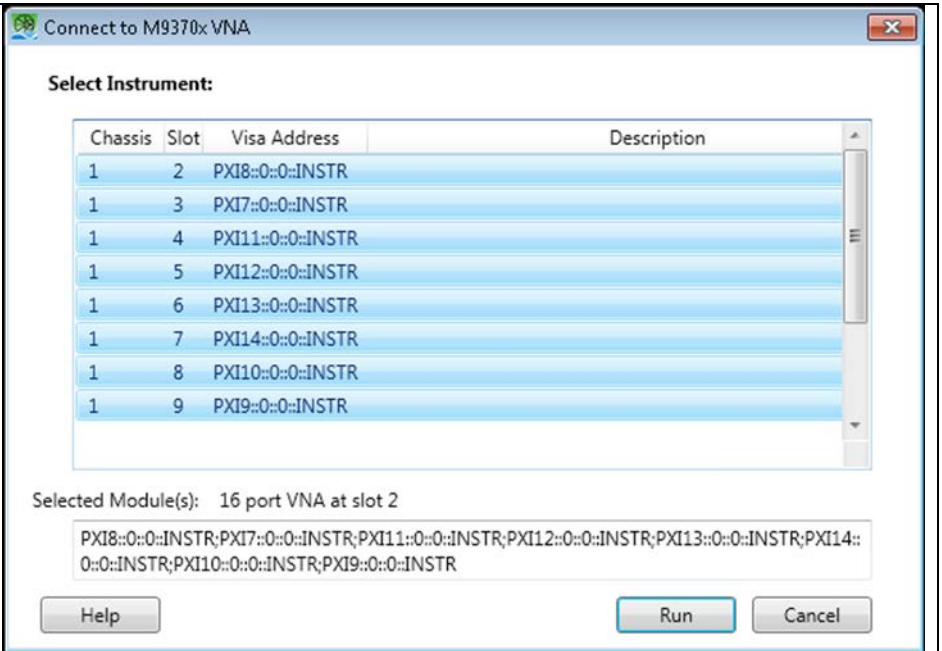 Connect to M9370x VNA
Select Instrument:
Chassis Slot Visa Address Description
1 2 PXI8::0::0::INSTR
1 3 PXI7::0::0::INSTR
1 4 PXI11::0::0::INSTR
1 5 PXI12::0::0::INSTR
1 6 PXI13::0::0::INSTR
1 7 PXI14::0::0::INSTR
1 8 PXI10::0::0::INSTR
1 9 PXI9::0::0::INSTR
Selected Module(s): 16 port VNA at slot 2
PXI8::0::0::INSTR;PXI7::0::0::INSTR;PXI11::0::0::INSTR;PXI12::0::0::INSTR;PXI13::0::0::INSTR;PXI14::
0::0::INSTR;PXI10::0::0::INSTR;PXI9::0::0::INSTR
Help Run Cancel